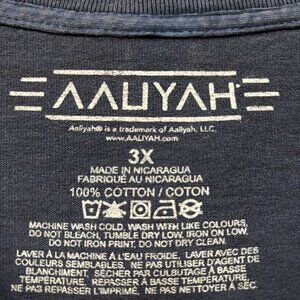 AALIYAH
Aaliyah® is a trademark of Aaliyah, LLC.
www.AALIYAH.com
3X
MADE IN NICARAGUA
FABRIQUÉ AU NICARAGUA
100% COTTON / COTON
MACHINE WASH COLD, WASH WITH LIKE COLOURS,
DO NOT BLEACH, TUMBLE DRY LOW, IRON ON LOW.
DO NOT IRON PRINT, DO NOT DRY CLEAN.
LAVER À LA MACHINE À L'EAU FROIDE, LAVER AVEC DES
COULEURS SEMBLABLES. NE PAS UTILISER D'AGENT DE
BLANCHIMENT, SÉCHER PAR CULBUTAGE À BASSE
TEMPÉRATURE, REPASSER À BASSE TEMPÉRATURE,
NE PAS REPASSER L'IMPRIMÉ, NE PAS NETTOYER